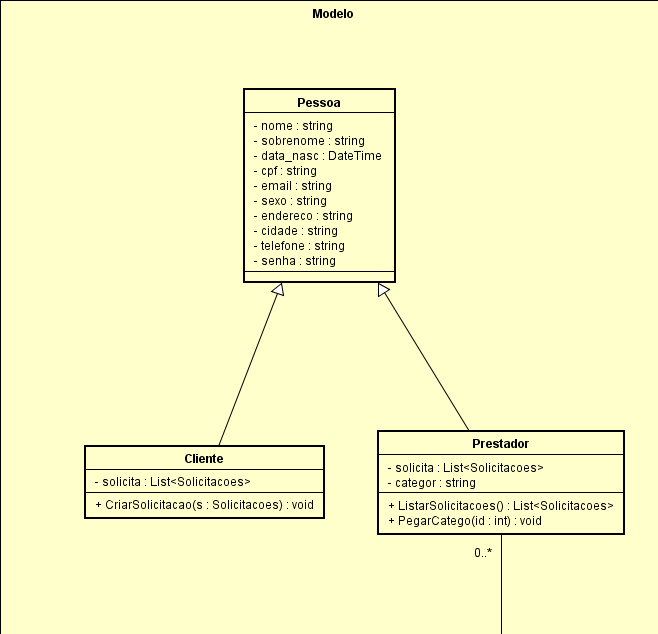 Modelo
Pessoa
- nome : string
- sobrenome : string
- data_nasc : DateTime
- cpf : string
- email : string
- sexo : string
- endereco : string
- cidade : string
- telefone : string
- senha : string
Cliente
- solicita : List<Solicitacoes>
+ CriarSolicitacao(s : Solicitacoes) : void
Prestador
- solicita : List<Solicitacoes>
- categor : string
+ ListarSolicitacoes() : List<Solicitacoes>
+ PegarCatego(id : int) : void
0..*